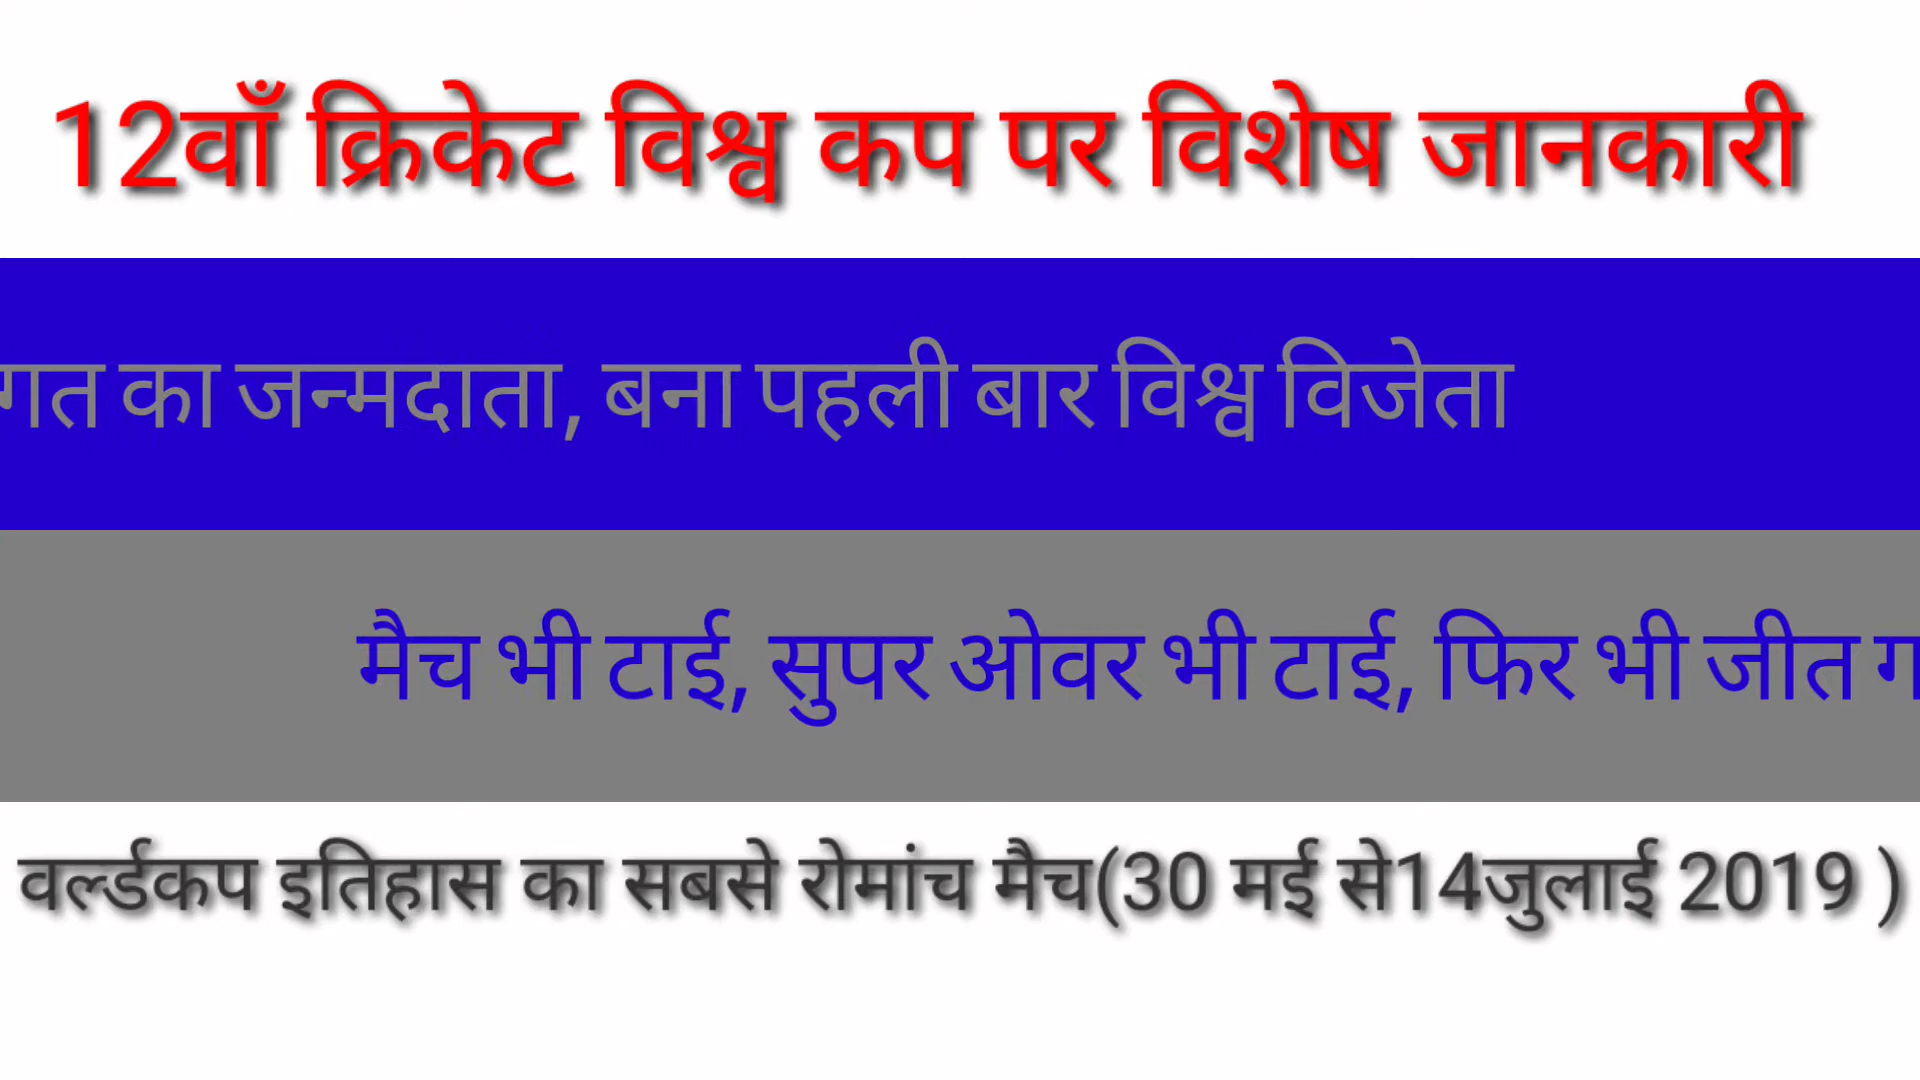 12वाँ क्रिकेट विश्व कप पर विशेष जानकारी
का जन्मदाता, बना पहली बार विश्व विजेता
मैच भी टाई, सुपर ओवर भी टाई, फिर भी जीत
वर्ल्डकप इतिहास का सबसे रोमांच मैच(30 मई से14जुलाई 2019 )